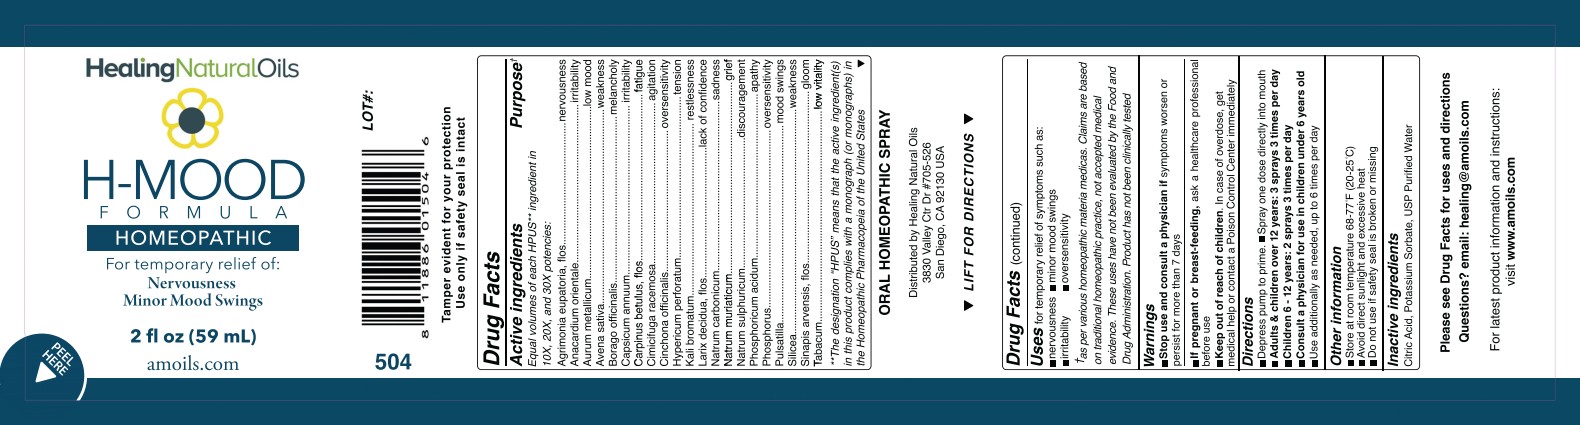 HealingNaturalOils
H-MOOD
FORMULA
HOMEOPATHIC
For temporary relief of:
Nervousness
Minor Mood Swings
2 fl oz (59 mL)
amoils.com
PEEL
HERE
504
LOT#:
8 11886 01504 6
Tamper evident for your protection
Use only if safety seal is intact
Drug Facts
Active ingredients Purpose†
Equal volumes of each HPUS** ingredient in
10X, 20X, and 30X potencies:
Agrimonia eupatoria, flos.....nervousness
Anacardium orientale.....irritability
Aurum metallicum.....low mood
Avena sativa.....weakness
Borago officinalis.....melancholy
Capsicum annuum.....irritability
Carpinus betulus, flos.....fatigue
Cimicifuga racemosa.....agitation
Cinchona officinalis.....oversensitivity
Hypericum perforatum.....tension
Kali bromatum.....restlessness
Larix decidua, flos.....lack of confidence
Natrum carbonicum.....sadness
Natrum muriaticum.....grief
Natrum sulphuricum.....discouragement
Phosphoricum acidum.....apathy
Phosphorus.....oversensitivity
Pulsatilla.....mood swings
Silicea.....weakness
Sinapis arvensis, flos.....gloom
Tabacum.....low vitality
**The designation "HPUS" means that the active ingredient(s)
in this product complies with a monograph (or monographs) in
the Homeopathic Pharmacopeia of the United States ▼
ORAL HOMEOPATHIC SPRAY
Distributed by Healing Natural Oils
3830 Valley Ctr Dr #705-526
San Diego, CA 92130 USA
▼ LIFT FOR DIRECTIONS ▼
Drug Facts (continued)
Uses for temporary relief of symptoms such as:
■ nervousness ■ minor mood swings
■ irritability ■ oversensitivity
†as per various homeopathic materia medicas. Claims are based
on traditional homeopathic practice, not accepted medical
evidence. These uses have not been evaluated by the Food and
Drug Administration. Product has not been clinically tested
Warnings
■ Stop use and consult a physician if symptoms worsen or
persist for more than 7 days
■ If pregnant or breast-feeding, ask a healthcare professional
before use
■ Keep out of reach of children. In case of overdose, get
medical help or contact a Poison Control Center immediately
Directions
■ Depress pump to prime. ■ Spray one dose directly into mouth
■ Adults & children over 12 years: 3 sprays 3 times per day
■ Children 6 - 12 years: 2 sprays 3 times per day
■ Consult a physician for use in children under 6 years old
■ Use additionally as needed, up to 6 times per day
Other information
■ Store at room temperature 68-77˚F (20-25˚C)
■ Avoid direct sunlight and excessive heat
■ Do not use if safety seal is broken or missing
Inactive ingredients
Citric Acid, Potassium Sorbate, USP Purified Water
Please see Drug Facts for uses and directions
Questions? email: healing@amoils.com
For latest product information and instructions:
visit www.amoils.com